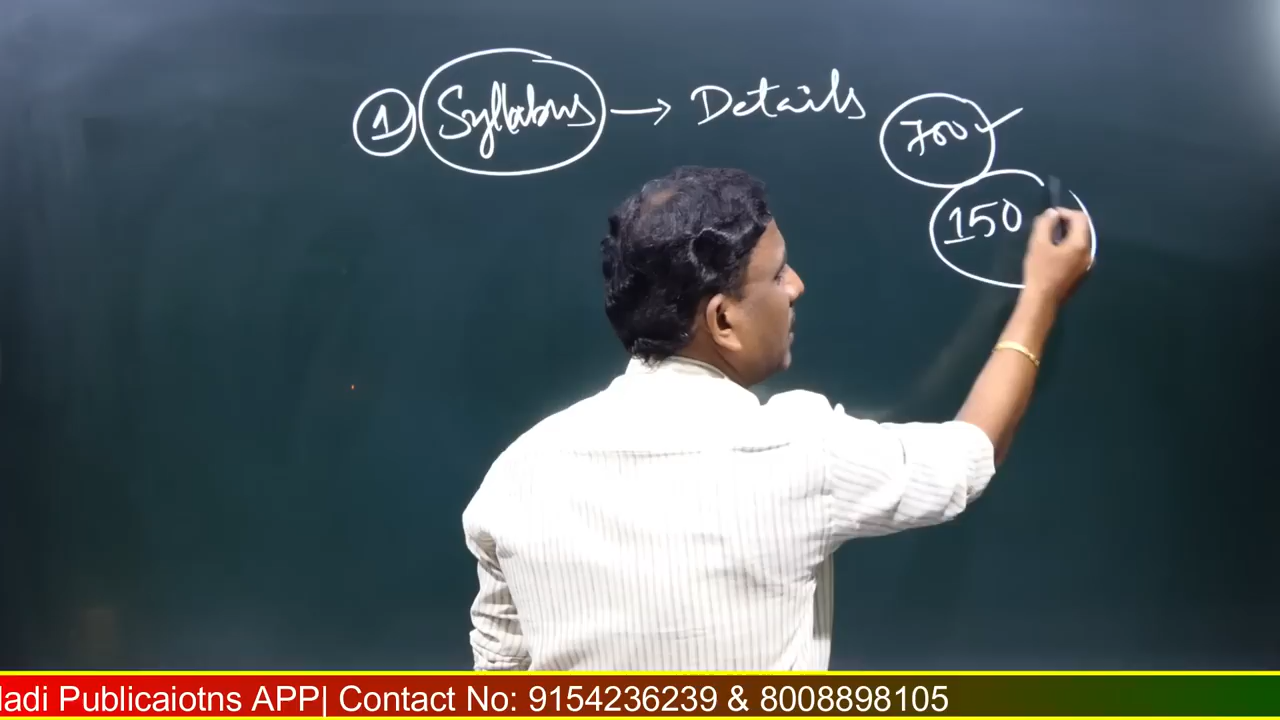 ① Syllabus → Details 700 ✓
150
ladi Publicaiotns APP| Contact No: 9154236239 & 8008898105